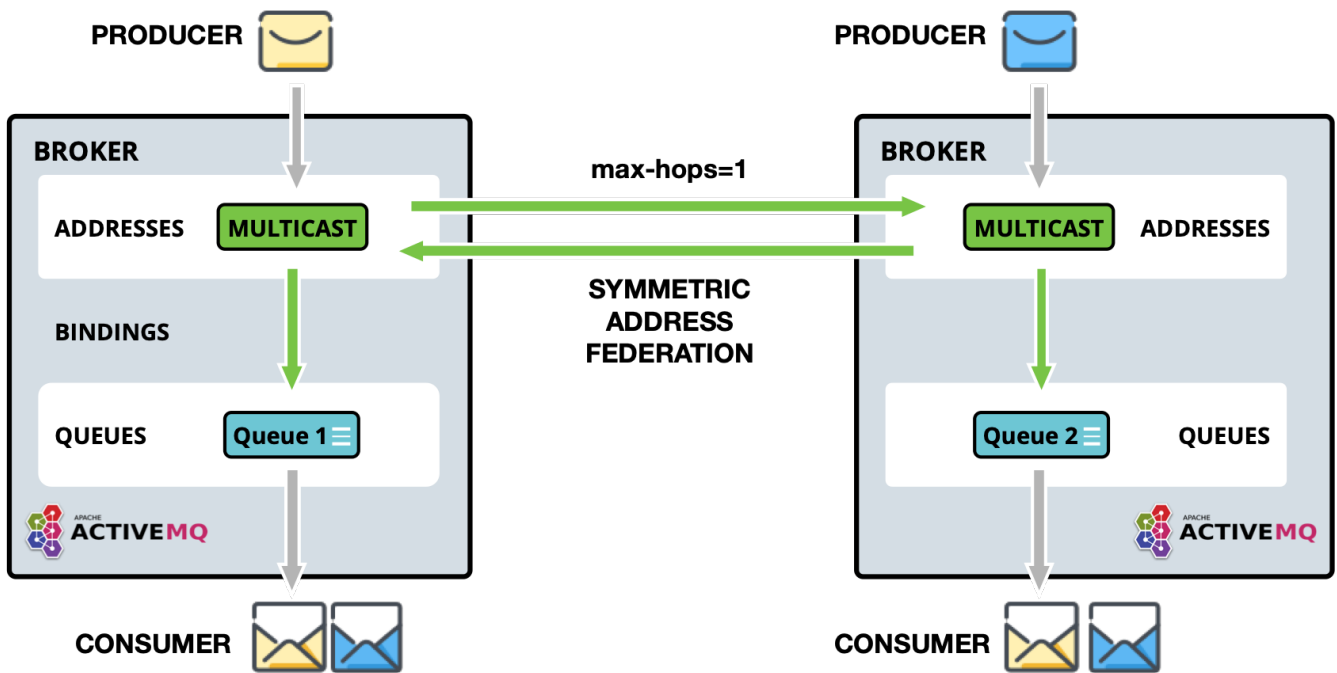 PRODUCER
PRODUCER
BROKER
BROKER
max-hops=1
ADDRESSES
MULTICAST
MULTICAST
ADDRESSES
SYMMETRIC
ADDRESS
FEDERATION
BINDINGS
QUEUES
Queue 1
Queue 2
QUEUES
APACHE
ACTIVEMQ
APACHE
ACTIVEMQ
CONSUMER
CONSUMER